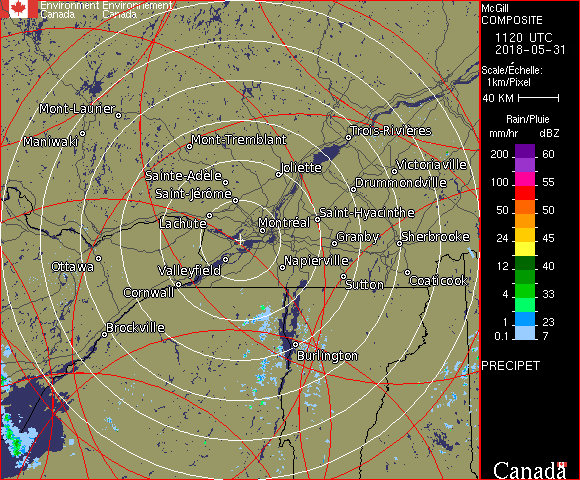 Environment Environnement
Canada Canada
McGill
COMPOSITE
1120 UTC
2018-05-31
Scale/Échelle:
1km/Pixel
40 KM
Rain/Pluie
mm/hr dBZ
200 60
100 55
50 50
24 45
12 40
4 33
1 23
0.1 7
PRECIPET
Canada
Mont-Laurier
Maniwaki
Mont-Tremblant
Trois-Rivières
Joliette
Victoriaville
Sainte-Adèle
Drummondville
Saint-Jérôme
Saint-Hyacinthe
Lachute
Montréal
Granby
Sherbrooke
Ottawa
Valleyfield
Napierville
Coaticook
Sutton
Cornwall
Brockville
Burlington